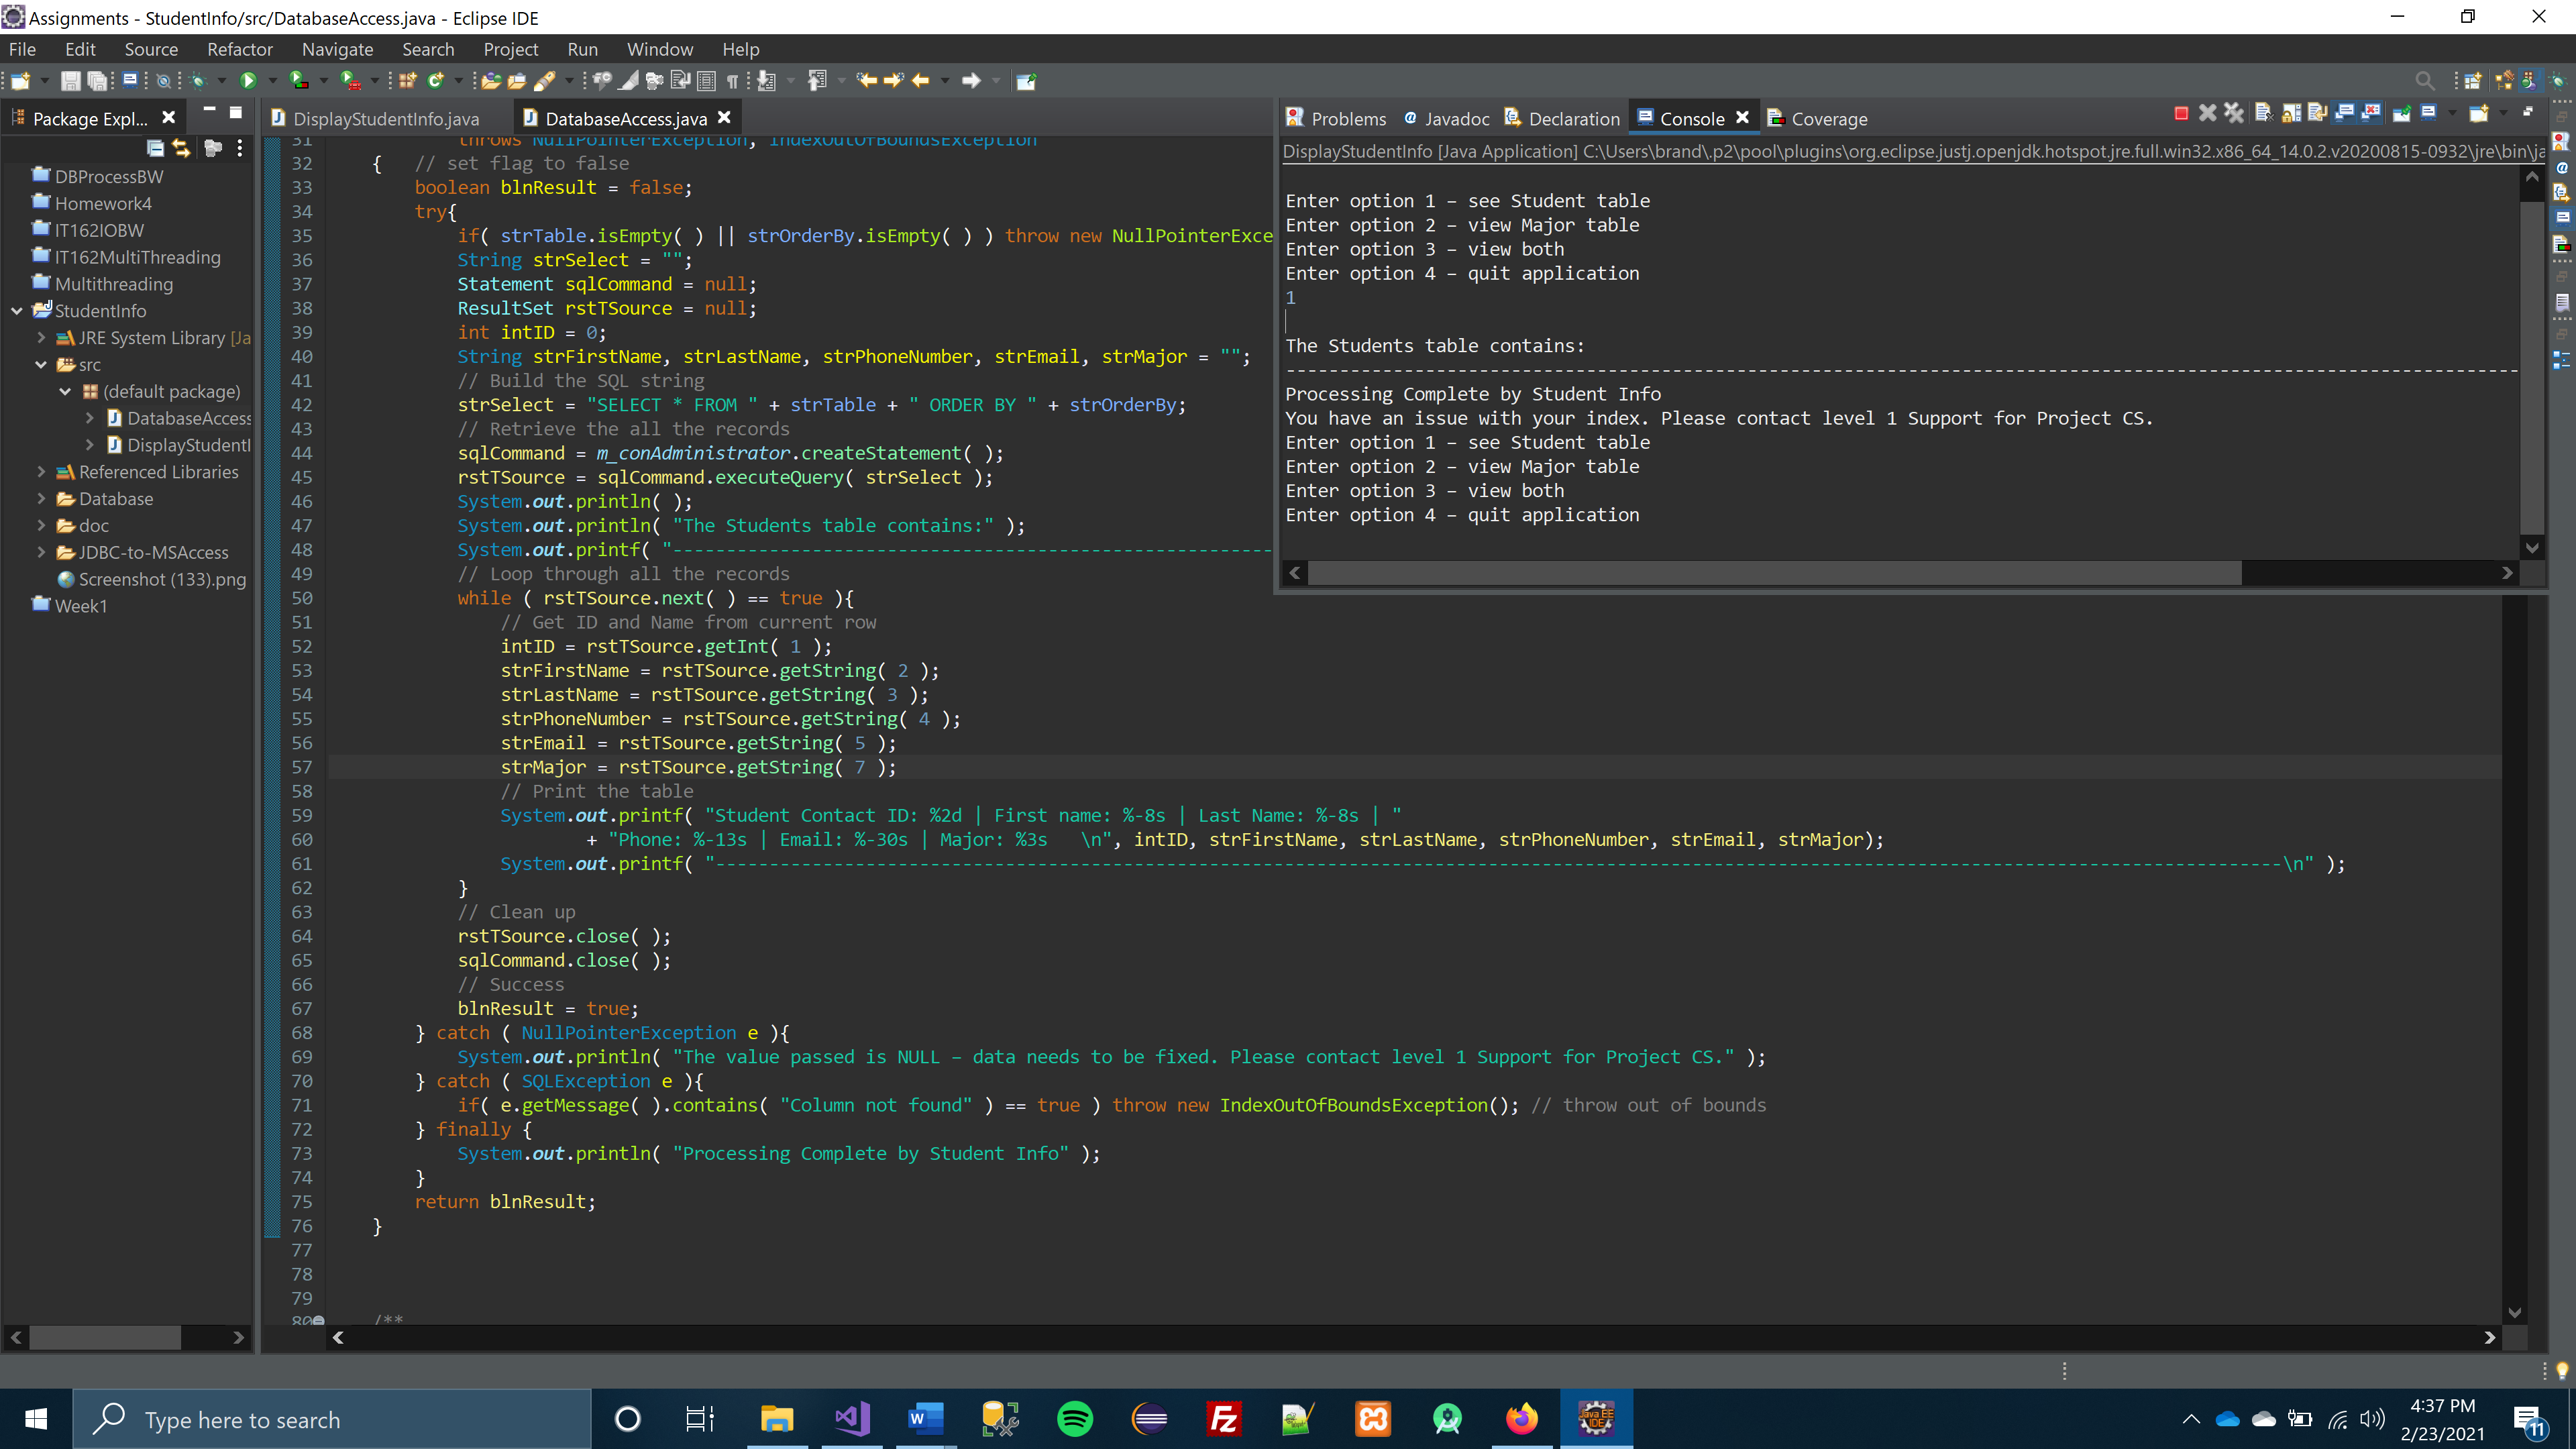 Assignments - StudentInfo/src/DatabaseAccess.java - Eclipse IDE
File Edit Source Refactor Navigate Search Project Run Window Help
Package Expl...
DBProcessBW
Homework4
IT162IOBW
IT162MultiThreading
Multithreading
StudentInfo
JRE System Library [Ja
src
(default package)
DatabaseAccess
DisplayStudentI
Referenced Libraries
Database
doc
JDBC-to-MSAccess
Screenshot (133).png
Week1
DisplayStudentInfo.java DatabaseAccess.java
31 throws NullPointerException, IndexOutOfBoundsException
32 { // set flag to false
33 boolean blnResult = false;
34 try{
35 if( strTable.isEmpty( ) || strOrderBy.isEmpty( ) ) throw new NullPointerExce
36 String strSelect = "";
37 Statement sqlCommand = null;
38 ResultSet rstTSource = null;
39 int intID = 0;
40 String strFirstName, strLastName, strPhoneNumber, strEmail, strMajor = "";
41 // Build the SQL string
42 strSelect = "SELECT * FROM " + strTable + " ORDER BY " + strOrderBy;
43 // Retrieve the all the records
44 sqlCommand = m_conAdministrator.createStatement( );
45 rstTSource = sqlCommand.executeQuery( strSelect );
46 System.out.println( );
47 System.out.println( "The Students table contains:" );
48 System.out.printf( "--------------------------------------------------------
49 // Loop through all the records
50 while ( rstTSource.next( ) == true ){
51 // Get ID and Name from current row
52 intID = rstTSource.getInt( 1 );
53 strFirstName = rstTSource.getString( 2 );
54 strLastName = rstTSource.getString( 3 );
55 strPhoneNumber = rstTSource.getString( 4 );
56 strEmail = rstTSource.getString( 5 );
57 strMajor = rstTSource.getString( 7 );
58 // Print the table
59 System.out.printf( "Student Contact ID: %2d | First name: %-8s | Last Name: %-8s | "
60 + "Phone: %-13s | Email: %-30s | Major: %3s   \n", intID, strFirstName, strLastName, strPhoneNumber, strEmail, strMajor);
61 System.out.printf( "--------------------------------------------------------------------------------------------------------------------------------------------------\n" );
62 }
63 // Clean up
64 rstTSource.close( );
65 sqlCommand.close( );
66 // Success
67 blnResult = true;
68 } catch ( NullPointerException e ){
69 System.out.println( "The value passed is NULL – data needs to be fixed. Please contact level 1 Support for Project CS." );
70 } catch ( SQLException e ){
71 if( e.getMessage( ).contains( "Column not found" ) == true ) throw new IndexOutOfBoundsException(); // throw out of bounds
72 } finally {
73 System.out.println( "Processing Complete by Student Info" );
74 }
75 return blnResult;
76 }
77
78
79
80 /**
Problems Javadoc Declaration Console Coverage
DisplayStudentInfo [Java Application] C:\Users\brand\.p2\pool\plugins\org.eclipse.justj.openjdk.hotspot.jre.full.win32.x86_64_14.0.2.v20200815-0932\jre\bin\ja
Enter option 1 – see Student table
Enter option 2 – view Major table
Enter option 3 – view both
Enter option 4 – quit application
1
The Students table contains:
-------------------------------------------------------------------------------------------------------------------
Processing Complete by Student Info
You have an issue with your index. Please contact level 1 Support for Project CS.
Enter option 1 – see Student table
Enter option 2 – view Major table
Enter option 3 – view both
Enter option 4 – quit application
Type here to search
4:37 PM
2/23/2021
11